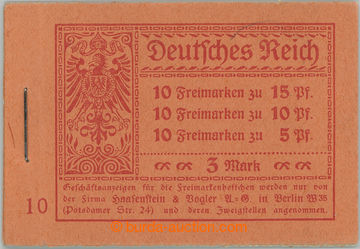 Deutsches Reich
10 Freimarken zu 15 Pf.
10 Freimarken zu 10 Pf.
10 Freimarken zu 5 Pf.
3 Mark
Geschäftsanzeigen für die Freimarkenheftchen werden nur von
der Firma Haasenstein & Vogler A.-G. in Berlin W 35
(Potsdamer Str. 24) und deren Zweigstellen angenommen.
10